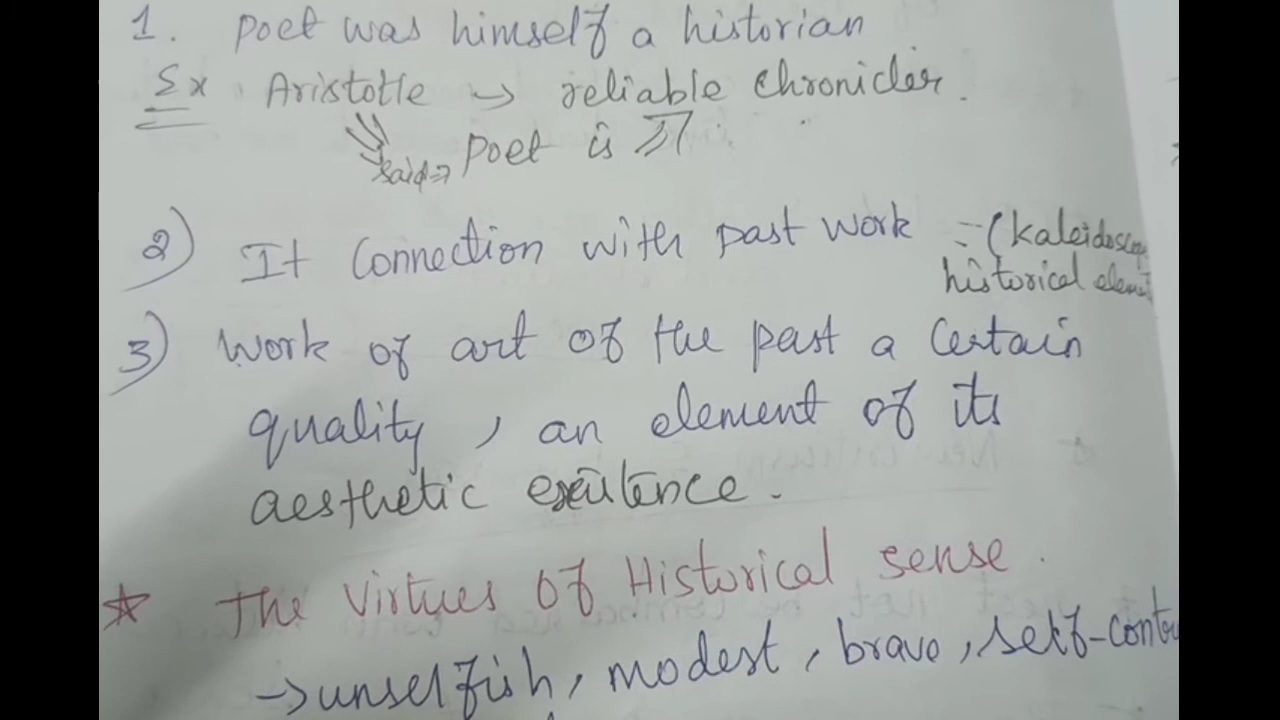 1. poet was himself a historian
Ex. Aristotle → reliable chronicler.
said → Poet is
2) It connection with past work :- (kaleidoscop
historical elem
3) Work of art of the past a certain
quality, an element of its
aesthetic existence.
☆ The Virtues of Historical sense.
→ unselfish, modest, brave, self-contr